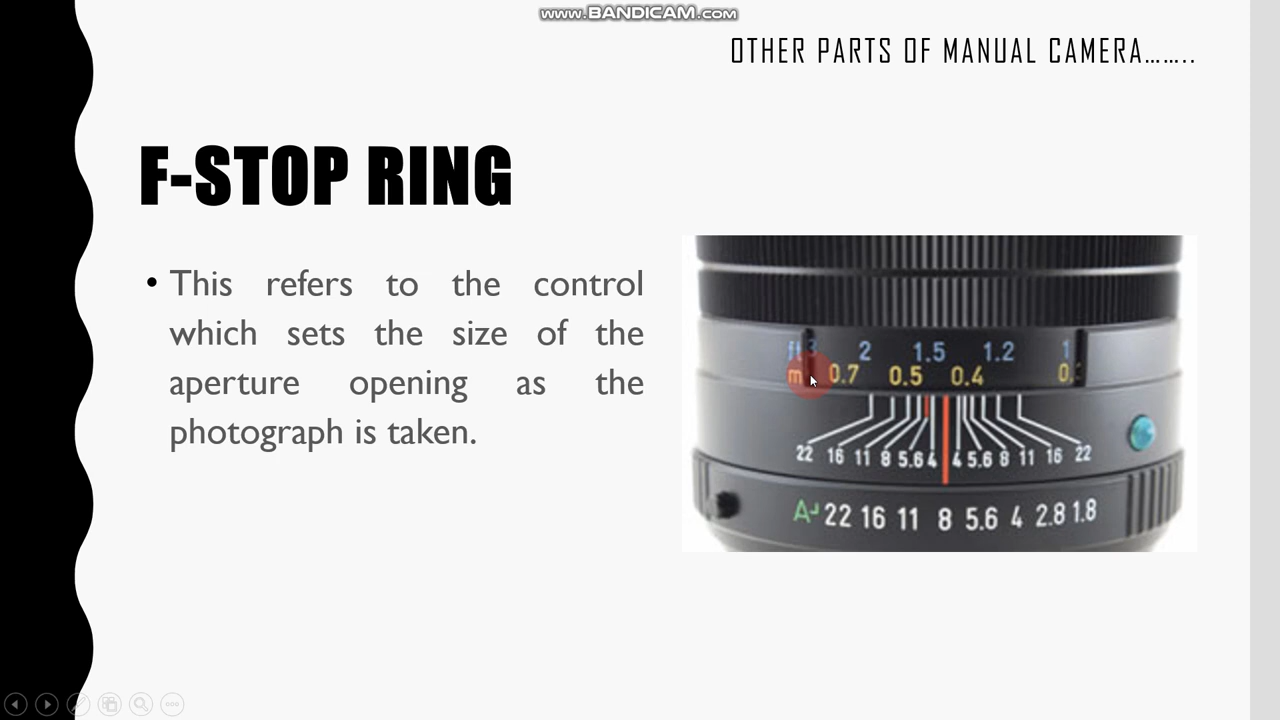 www.BANDICAM.com
OTHER PARTS OF MANUAL CAMERA……..
F-STOP RING
• This refers to the control
which sets the size of the
aperture opening as the
photograph is taken.
ft 3 2 1.5 1.2 1
m 0.7 0.5 0.4
22 16 11 8 5.6 4 4 5.6 8 11 16 22
A 22 16 11 8 5.6 4 2.8 1.8